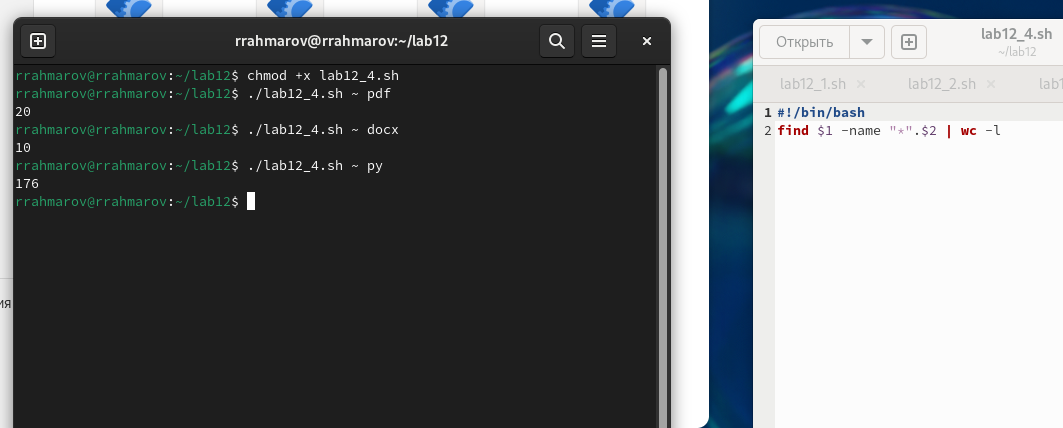 rrahmarov@rrahmarov:~/lab12
rrahmarov@rrahmarov:~/lab12$ chmod +x lab12_4.sh
rrahmarov@rrahmarov:~/lab12$ ./lab12_4.sh ~ pdf
20
rrahmarov@rrahmarov:~/lab12$ ./lab12_4.sh ~ docx
10
rrahmarov@rrahmarov:~/lab12$ ./lab12_4.sh ~ py
176
rrahmarov@rrahmarov:~/lab12$
ия
Открыть
lab12_4.sh
~/lab12
lab12_1.sh
lab12_2.sh
lab1
1 #!/bin/bash
2 find $1 -name "*".$2 | wc -l